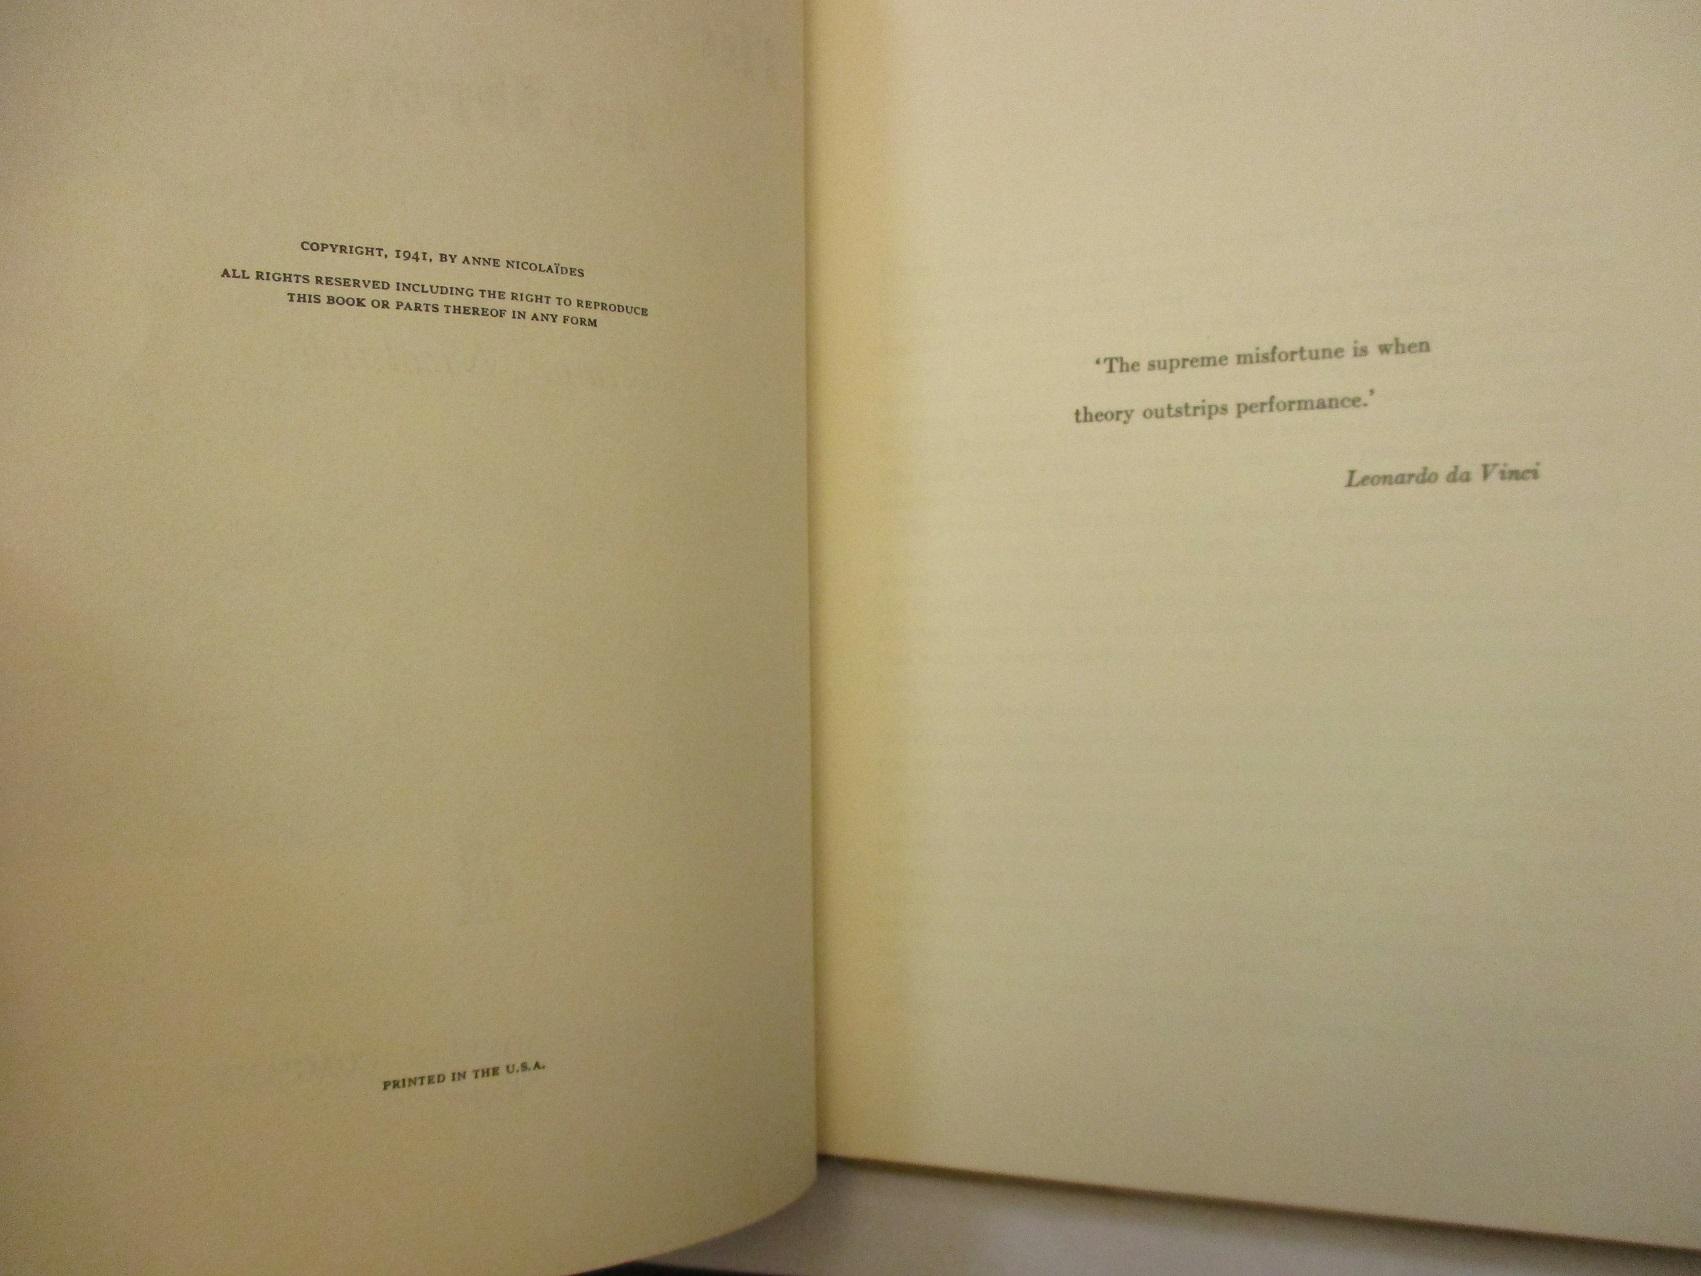 COPYRIGHT, 1941, BY ANNE NICOLAÏDES
ALL RIGHTS RESERVED INCLUDING THE RIGHT TO REPRODUCE
THIS BOOK OR PARTS THEREOF IN ANY FORM
PRINTED IN THE U.S.A.
‘The supreme misfortune is when
theory outstrips performance.’
Leonardo da Vinci